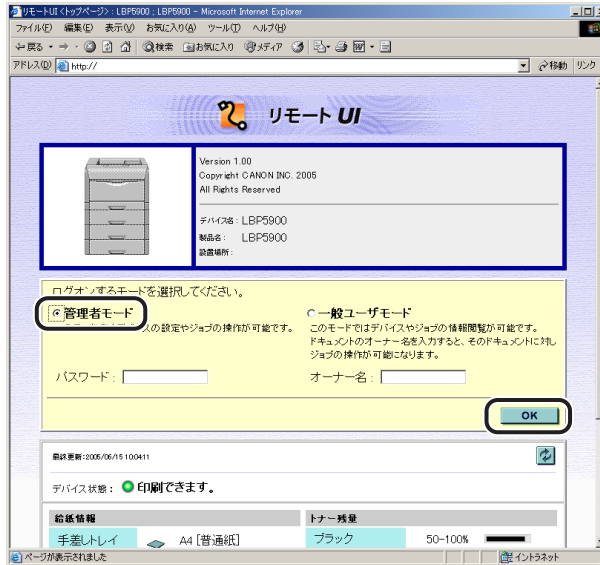 リモートUI <トップページ> : LBP5900 ; LBP5900 - Microsoft Internet Explorer
ファイル(F) 編集(E) 表示(V) お気に入り(A) ツール(T) ヘルプ(H)
戻る 検索 お気に入り メディア
アドレス(D) http:// 移動 リンク
リモート UI
Version 1.00
Copyright CANON INC. 2005
All Rights Reserved
デバイス名 : LBP5900
製品名 : LBP5900
設置場所 :
ログオンするモードを選択してください。
管理者モード
スの設定やジョブの操作が可能です。
パスワード :
一般ユーザモード
このモードではデバイスやジョブの情報閲覧が可能です。
ドキュメントのオーナー名を入力すると、そのドキュメントに対し
ジョブの操作が可能になります。
オーナー名 :
OK
最終更新 : 2005/06/15 10:04:11
デバイス状態 : 印刷できます。
給紙情報
手差しトレイ A4 [普通紙]
トナー残量
ブラック 50-100%
ページが表示されました イントラネット